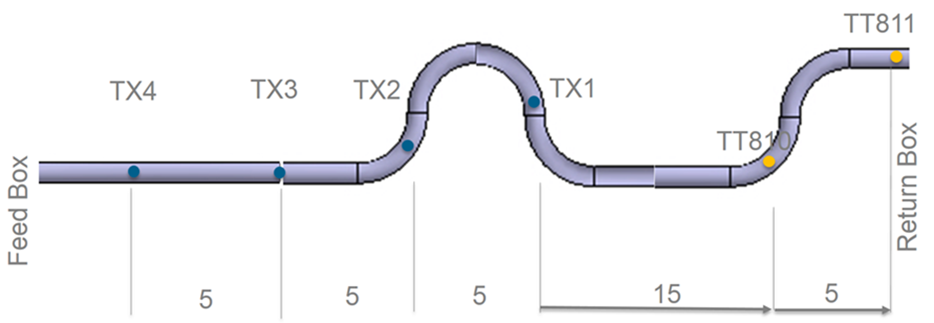 TT811
TX4
TX3
TX2
TX1
TT810
Feed Box
Return Box
5
5
5
15
5